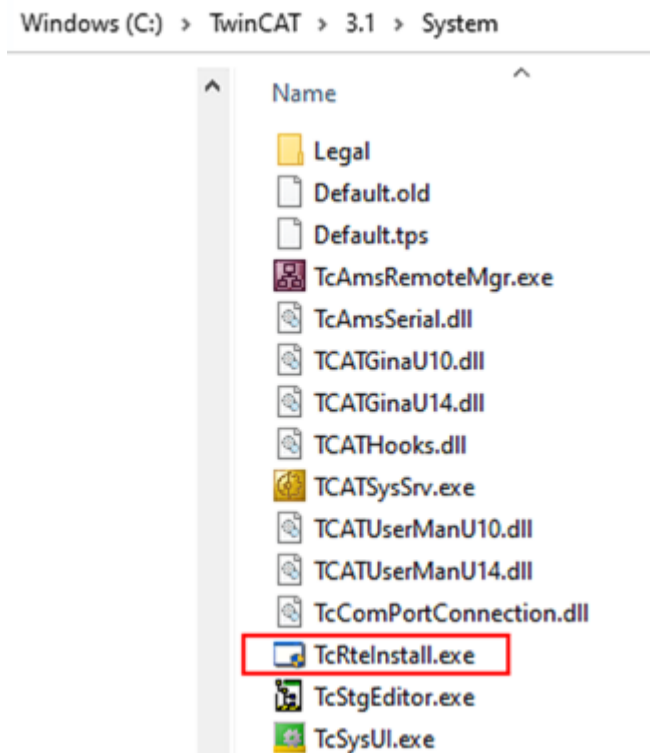 Windows (C:) > TwinCAT > 3.1 > System
Name
Legal
Default.old
Default.tps
TcAmsRemoteMgr.exe
TcAmsSerial.dll
TCATGinaU10.dll
TCATGinaU14.dll
TCATHooks.dll
TCATSysSrv.exe
TCATUserManU10.dll
TCATUserManU14.dll
TcComPortConnection.dll
TcRteInstall.exe
TcStgEditor.exe
TcSysUI.exe